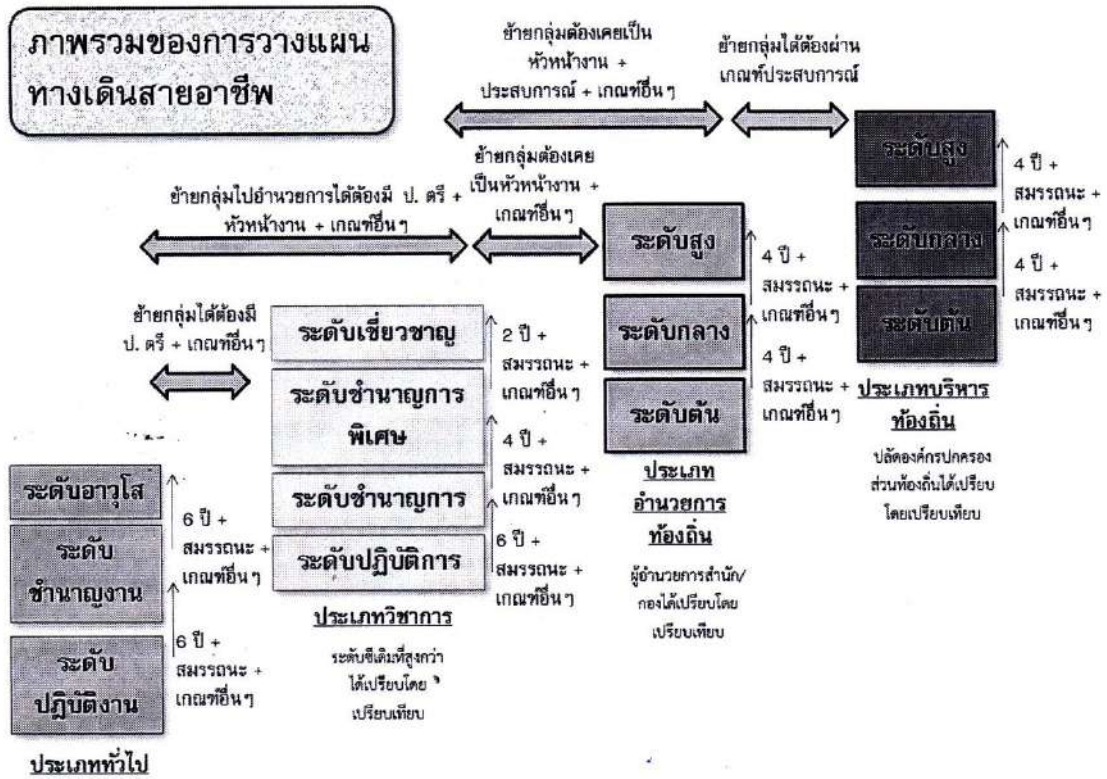 ภาพรวมของการวางแผน
ทางเดินสายอาชีพ
ย้ายกลุ่มต้องเคยเป็น
หัวหน้างาน +
ประสบการณ์ + เกณฑ์อื่นๆ
ย้ายกลุ่มได้ต้องผ่าน
เกณฑ์ประสบการณ์
ย้ายกลุ่มไปอำนวยการได้ต้องมี ป. ตรี +
หัวหน้างาน + เกณฑ์อื่นๆ
ย้ายกลุ่มต้องเคย
เป็นหัวหน้างาน +
เกณฑ์อื่นๆ
ย้ายกลุ่มได้ต้องมี
ป. ตรี + เกณฑ์อื่นๆ
ระดับอาวุโส
6 ปี +
สมรรถนะ +
เกณฑ์อื่นๆ
ระดับ
ชำนาญงาน
6 ปี +
สมรรถนะ +
เกณฑ์อื่นๆ
ระดับ
ปฏิบัติงาน
ประเภททั่วไป
ระดับเชี่ยวชาญ
2 ปี +
สมรรถนะ +
เกณฑ์อื่นๆ
ระดับชำนาญการ
พิเศษ
4 ปี +
สมรรถนะ +
เกณฑ์อื่นๆ
ระดับชำนาญการ
6 ปี +
สมรรถนะ +
เกณฑ์อื่นๆ
ระดับปฏิบัติการ
ประเภทวิชาการ
ระดับซีเดิมที่สูงกว่า
ได้เปรียบโดย
เปรียบเทียบ
ระดับสูง
4 ปี +
สมรรถนะ +
เกณฑ์อื่นๆ
ระดับกลาง
4 ปี +
สมรรถนะ +
เกณฑ์อื่นๆ
ระดับต้น
ประเภท
อำนวยการ
ท้องถิ่น
ผู้อำนวยการสำนัก/
กองได้เปรียบโดย
เปรียบเทียบ
ระดับสูง
4 ปี +
สมรรถนะ +
เกณฑ์อื่นๆ
ระดับกลาง
4 ปี +
สมรรถนะ +
เกณฑ์อื่นๆ
ระดับต้น
ประเภทบริหาร
ท้องถิ่น
ปลัดองค์กรปกครอง
ส่วนท้องถิ่นได้เปรียบ
โดยเปรียบเทียบ